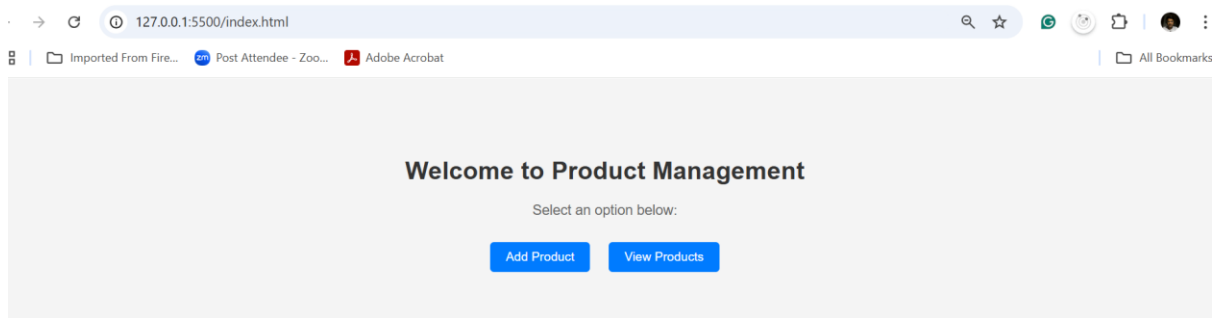 127.0.0.1:5500/index.html
Imported From Fire... zm Post Attendee - Zoo... Adobe Acrobat All Bookmarks
Welcome to Product Management
Select an option below:
Add Product View Products